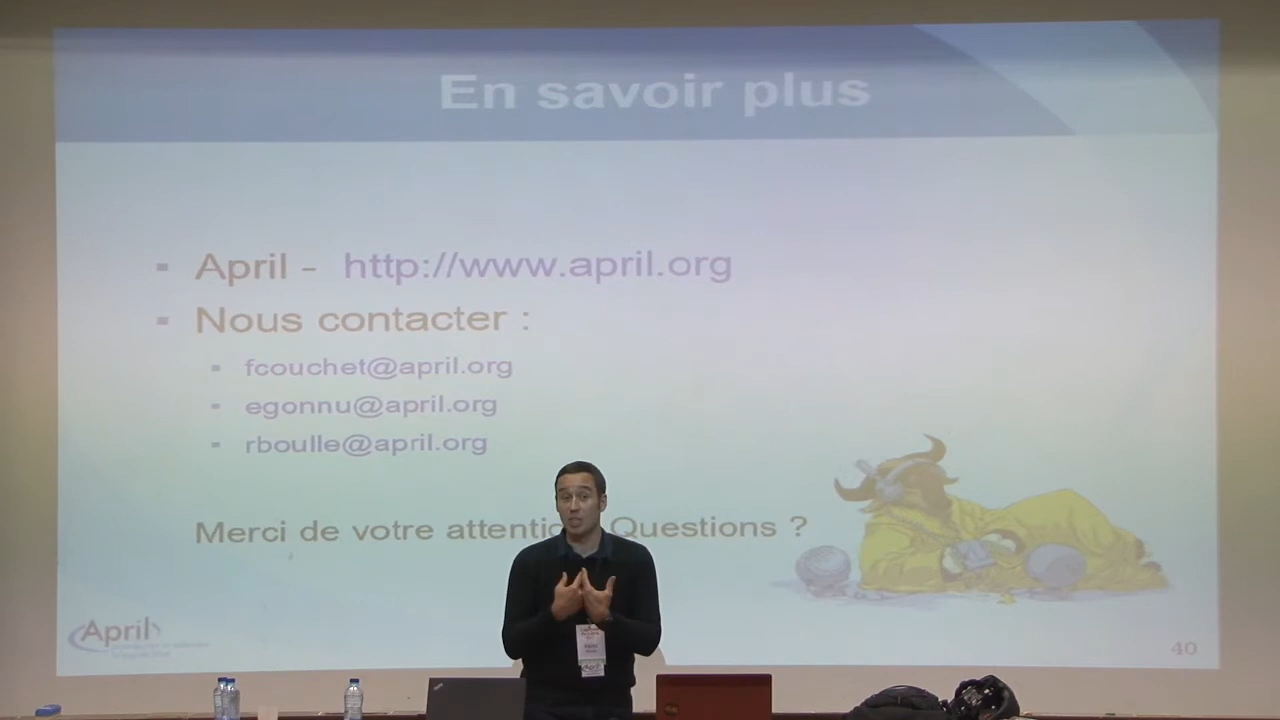 En savoir plus
April - http://www.april.org
Nous contacter :
fcouchet@april.org
egonnu@april.org
rboulle@april.org
Merci de votre attentio Questions ?
April
40